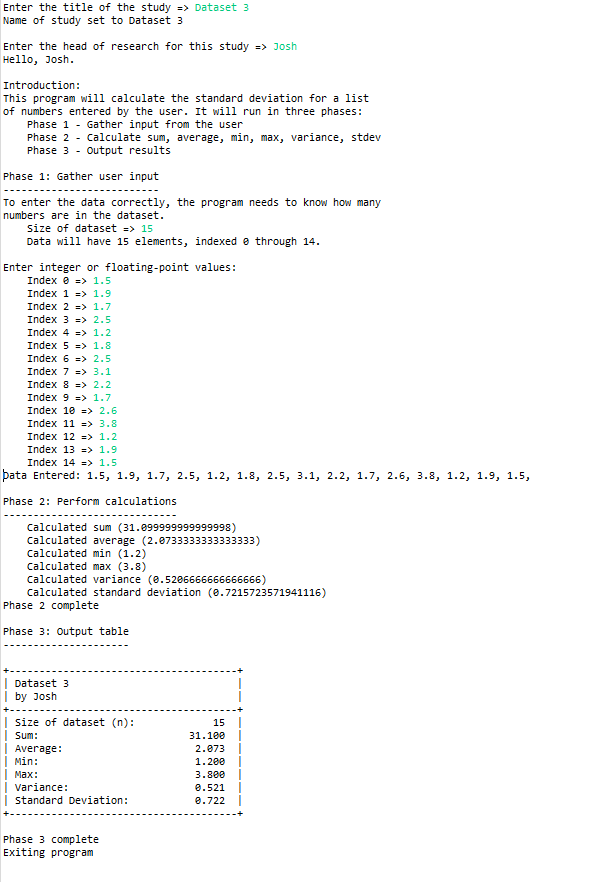 Enter the title of the study => Dataset 3
Name of study set to Dataset 3
Enter the head of research for this study => Josh
Hello, Josh.
Introduction:
This program will calculate the standard deviation for a list
of numbers entered by the user. It will run in three phases:
Phase 1 - Gather input from the user
Phase 2 - Calculate sum, average, min, max, variance, stdev
Phase 3 - Output results
Phase 1: Gather user input
--------------------------
To enter the data correctly, the program needs to know how many
numbers are in the dataset.
Size of dataset => 15
Data will have 15 elements, indexed 0 through 14.
Enter integer or floating-point values:
Index 0 => 1.5
Index 1 => 1.9
Index 2 => 1.7
Index 3 => 2.5
Index 4 => 1.2
Index 5 => 1.8
Index 6 => 2.5
Index 7 => 3.1
Index 8 => 2.2
Index 9 => 1.7
Index 10 => 2.6
Index 11 => 3.8
Index 12 => 1.2
Index 13 => 1.9
Index 14 => 1.5
Data Entered: 1.5, 1.9, 1.7, 2.5, 1.2, 1.8, 2.5, 3.1, 2.2, 1.7, 2.6, 3.8, 1.2, 1.9, 1.5,
Phase 2: Perform calculations
-----------------------------
Calculated sum (31.099999999999998)
Calculated average (2.0733333333333333)
Calculated min (1.2)
Calculated max (3.8)
Calculated variance (0.5206666666666666)
Calculated standard deviation (0.7215723571941116)
Phase 2 complete
Phase 3: Output table
---------------------
+--------------------------------------+
| Dataset 3 |
| by Josh |
+--------------------------------------+
| Size of dataset (n): 15 |
| Sum: 31.100 |
| Average: 2.073 |
| Min: 1.200 |
| Max: 3.800 |
| Variance: 0.521 |
| Standard Deviation: 0.722 |
+--------------------------------------+
Phase 3 complete
Exiting program